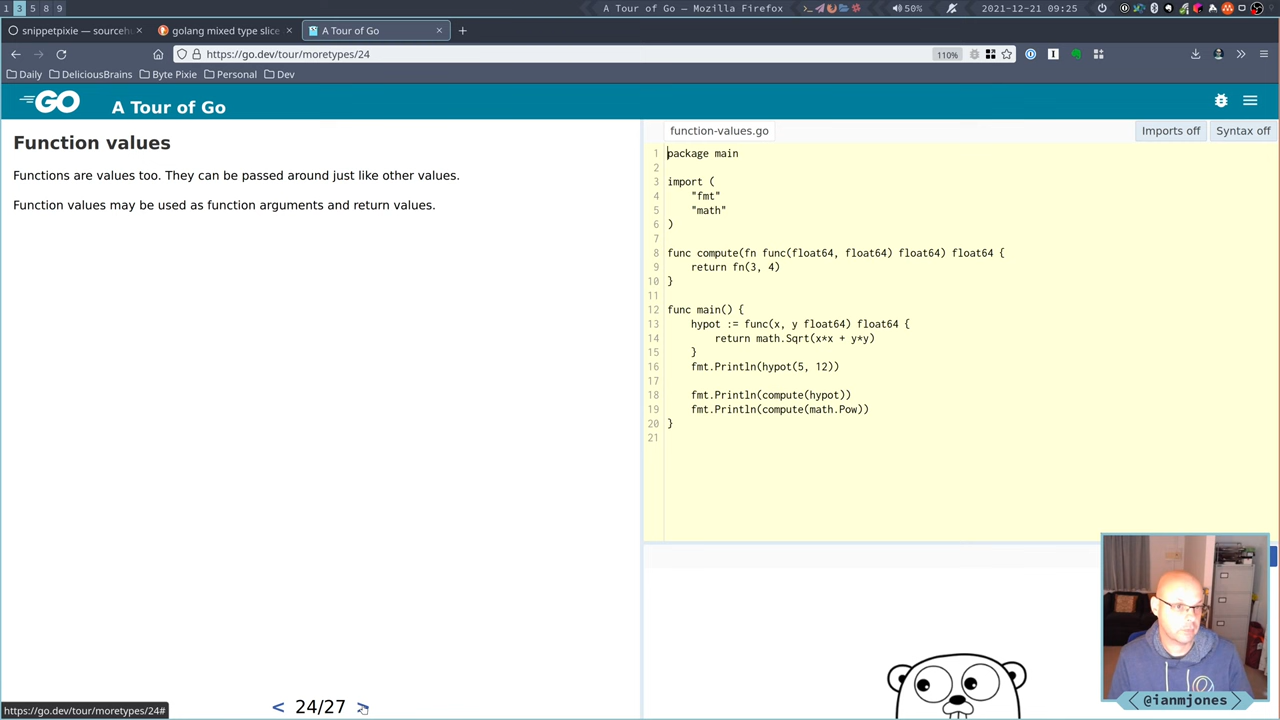 1 3 5 8 9
A Tour of Go — Mozilla Firefox
50%
2021-12-21 09:25
snippetpixie — sourceh
golang mixed type slice
A Tour of Go
https://go.dev/tour/moretypes/24
110%
Daily
DeliciousBrains
Byte Pixie
Personal
Dev
GO
A Tour of Go
Function values
Functions are values too. They can be passed around just like other values.
Function values may be used as function arguments and return values.
< 24/27 >
https://go.dev/tour/moretypes/24#
function-values.go
Imports off
Syntax off
1 package main
2
3 import (
4 "fmt"
5 "math"
6 )
7
8 func compute(fn func(float64, float64) float64) float64 {
9 return fn(3, 4)
10 }
11
12 func main() {
13 hypot := func(x, y float64) float64 {
14 return math.Sqrt(x*x + y*y)
15 }
16 fmt.Println(hypot(5, 12))
17
18 fmt.Println(compute(hypot))
19 fmt.Println(compute(math.Pow))
20 }
21
@ianmjones